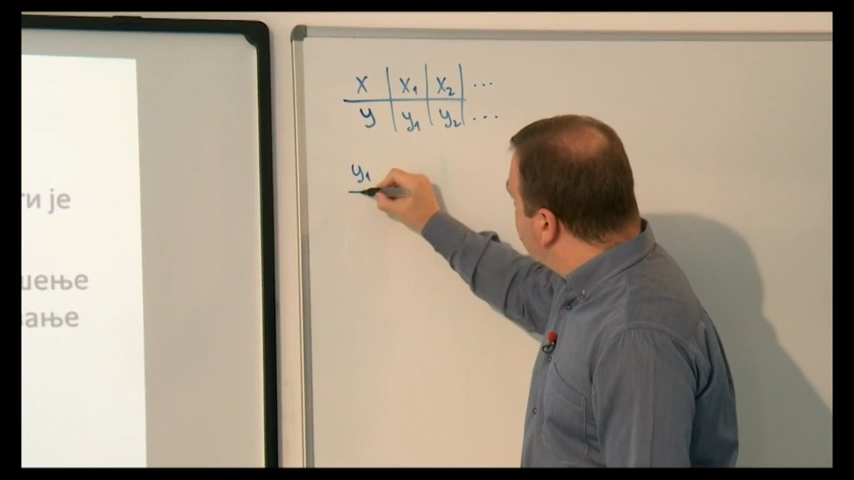 ти је
шење
вање
x | x₁ | x₂ | ...
y | y₁ | y₂ | ...
y₁